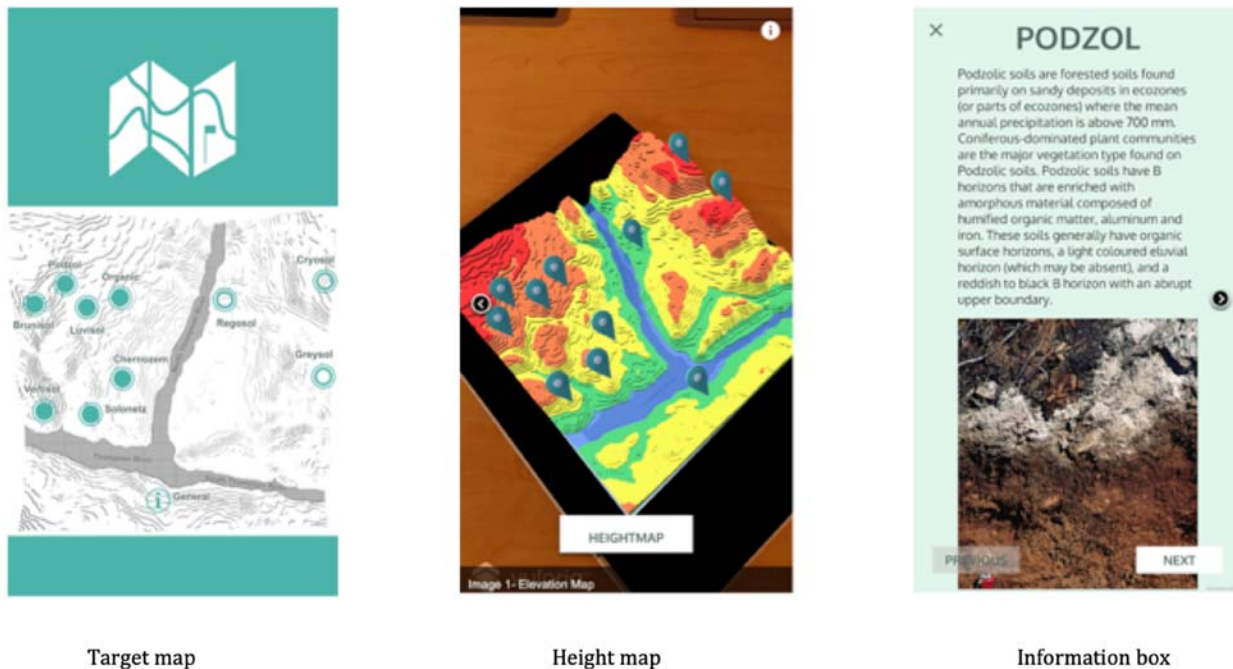 Podzol
Organic
Cryosol
Brunisol
Luvisol
Regosol
Chernozem
Greysol
Vertisol
Solonetz
Thompson River
General
i
HEIGHTMAP
Image 1- Elevation Map
PODZOL
Podzolic soils are forested soils found
primarily on sandy deposits in ecozones
(or parts of ecozones) where the mean
annual precipitation is above 700 mm.
Coniferous-dominated plant communities
are the major vegetation type found on
Podzolic soils. Podzolic soils have B
horizons that are enriched with
amorphous material composed of
humified organic matter, aluminum and
iron. These soils generally have organic
surface horizons, a light coloured eluvial
horizon (which may be absent), and a
reddish to black B horizon with an abrupt
upper boundary.
PREVIOUS
NEXT
Target map
Height map
Information box